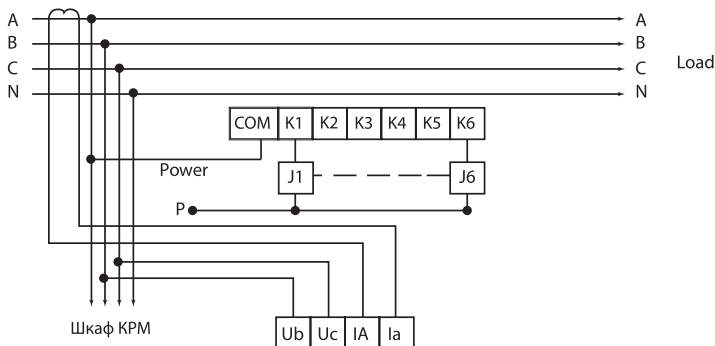 A A
B B
C C Load
N N
COM K1 K2 K3 K4 K5 K6
Power J1 J6
P
Шкаф КРМ
Ub Uc IA Ia